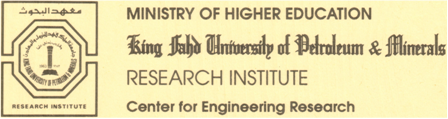 معهد البحوث
RESEARCH INSTITUTE
MINISTRY OF HIGHER EDUCATION
King Fahd University of Petroleum & Minerals
RESEARCH INSTITUTE
Center for Engineering Research